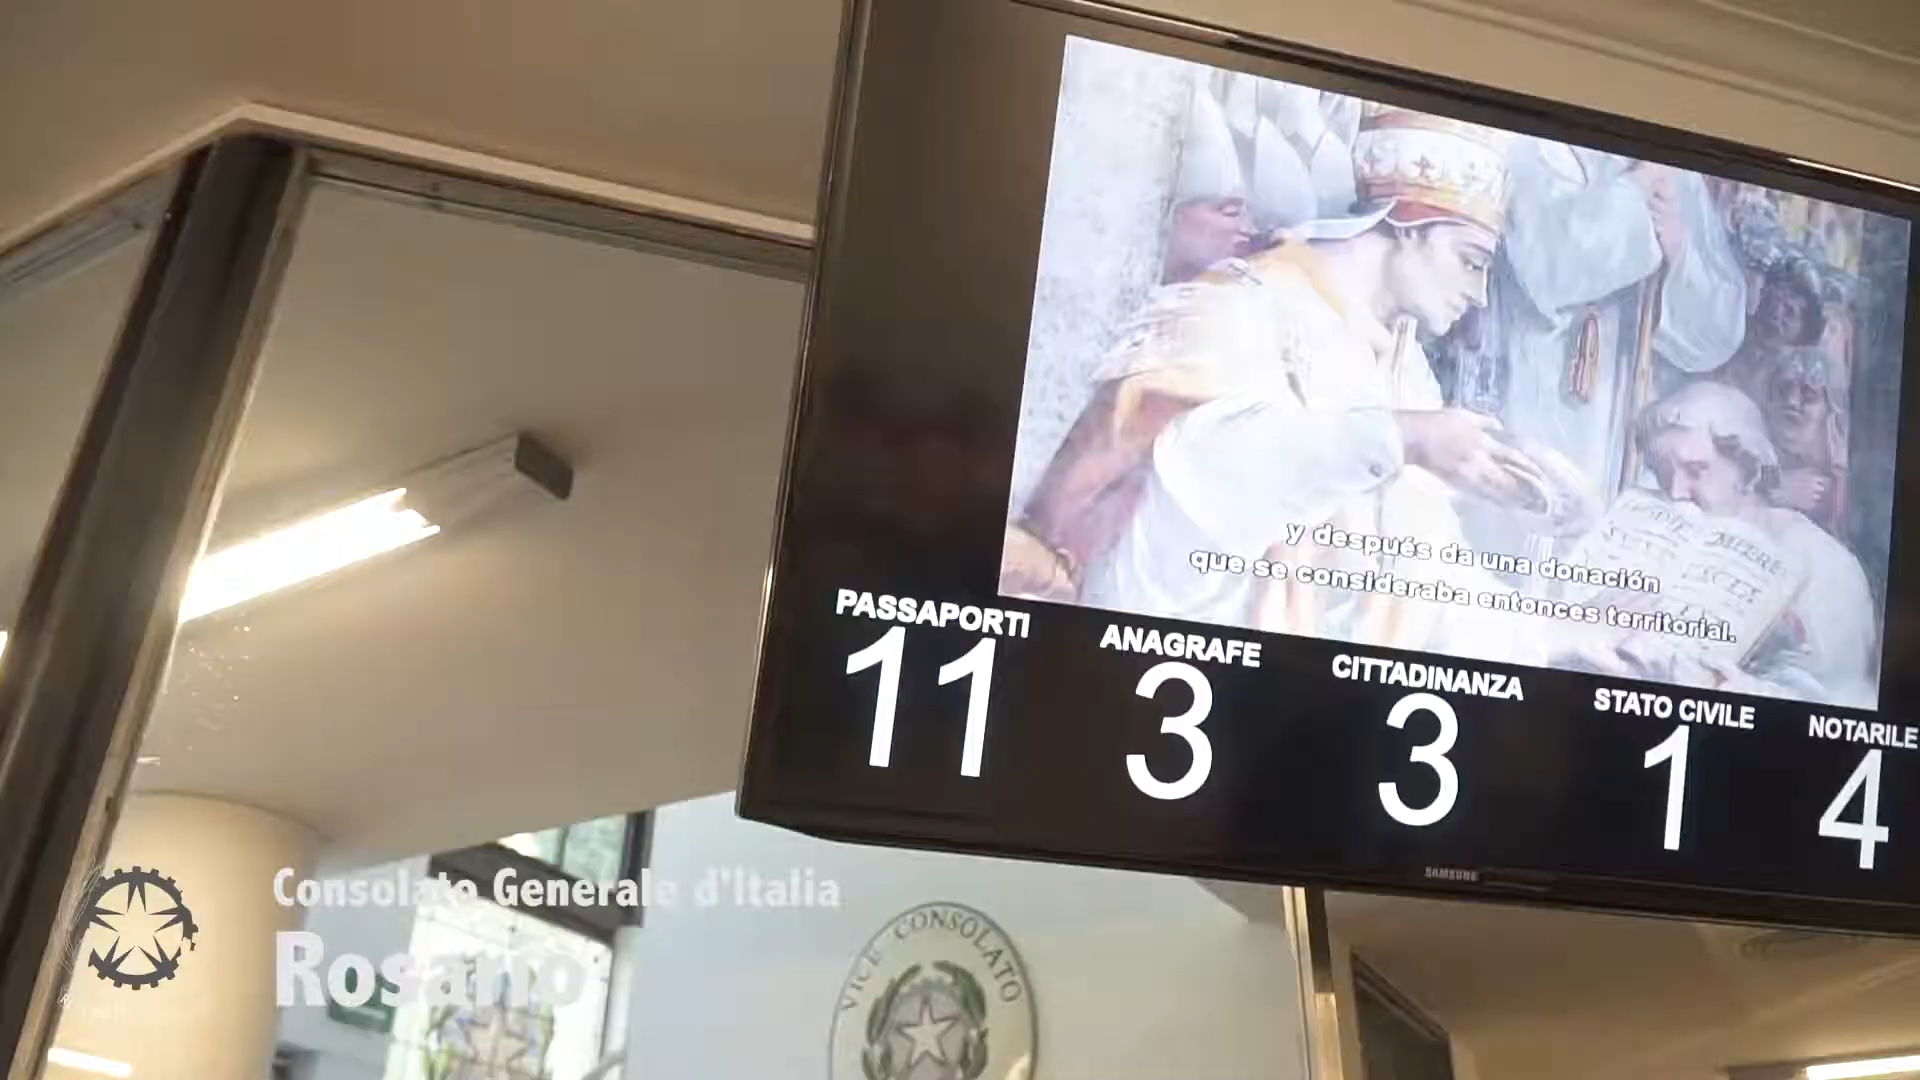 y después da una donación
que se consideraba entonces territorial.
PASSAPORTI
11
ANAGRAFE
3
CITTADINANZA
3
STATO CIVILE
1
NOTARILE
4
SAMSUNG
Consolato Generale d'Italia
Rosario
VICE CONSOLATO